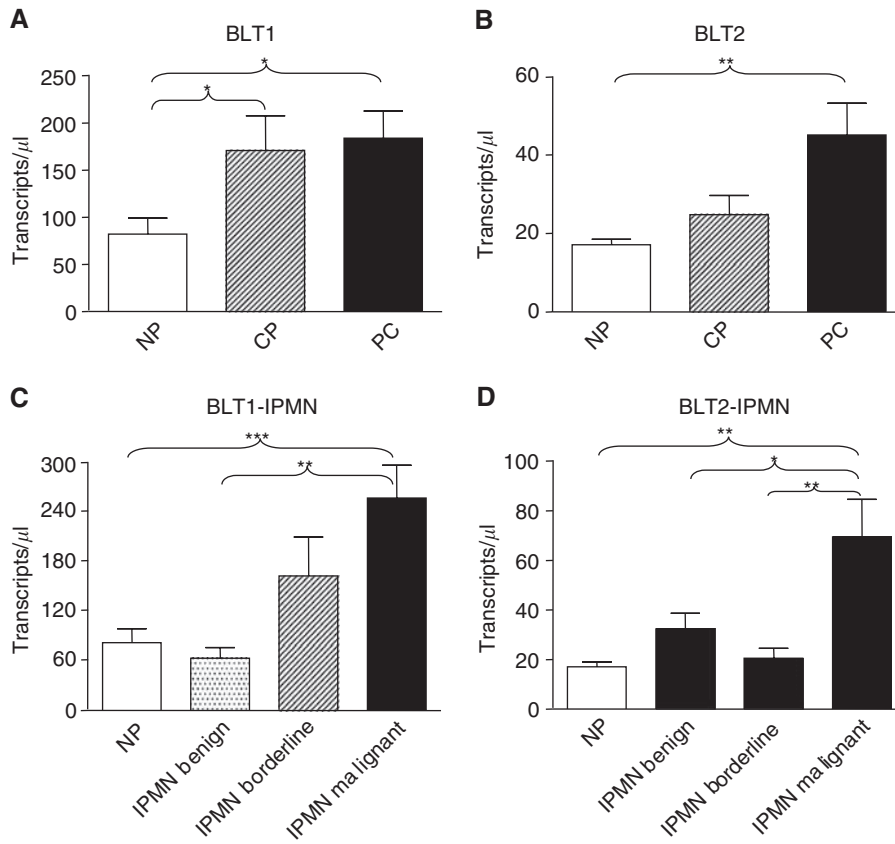 A
BLT1
*
*
Transcripts/µl
250
200
150
100
50
0
NP
CP
PC
B
BLT2
**
Transcripts/µl
60
40
20
0
NP
CP
PC
C
BLT1-IPMN
***
**
Transcripts/µl
300
240
180
120
60
0
NP
IPMN benign
IPMN borderline
IPMN ma lignant
D
BLT2-IPMN
**
*
**
Transcripts/µl
100
80
60
40
20
0
NP
IPMN benign
IPMN borderline
IPMN ma lignant